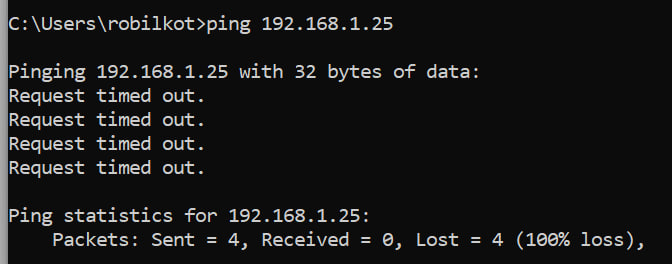 C:\Users\robilkot>ping 192.168.1.25
Pinging 192.168.1.25 with 32 bytes of data:
Request timed out.
Request timed out.
Request timed out.
Request timed out.
Ping statistics for 192.168.1.25:
    Packets: Sent = 4, Received = 0, Lost = 4 (100% loss),